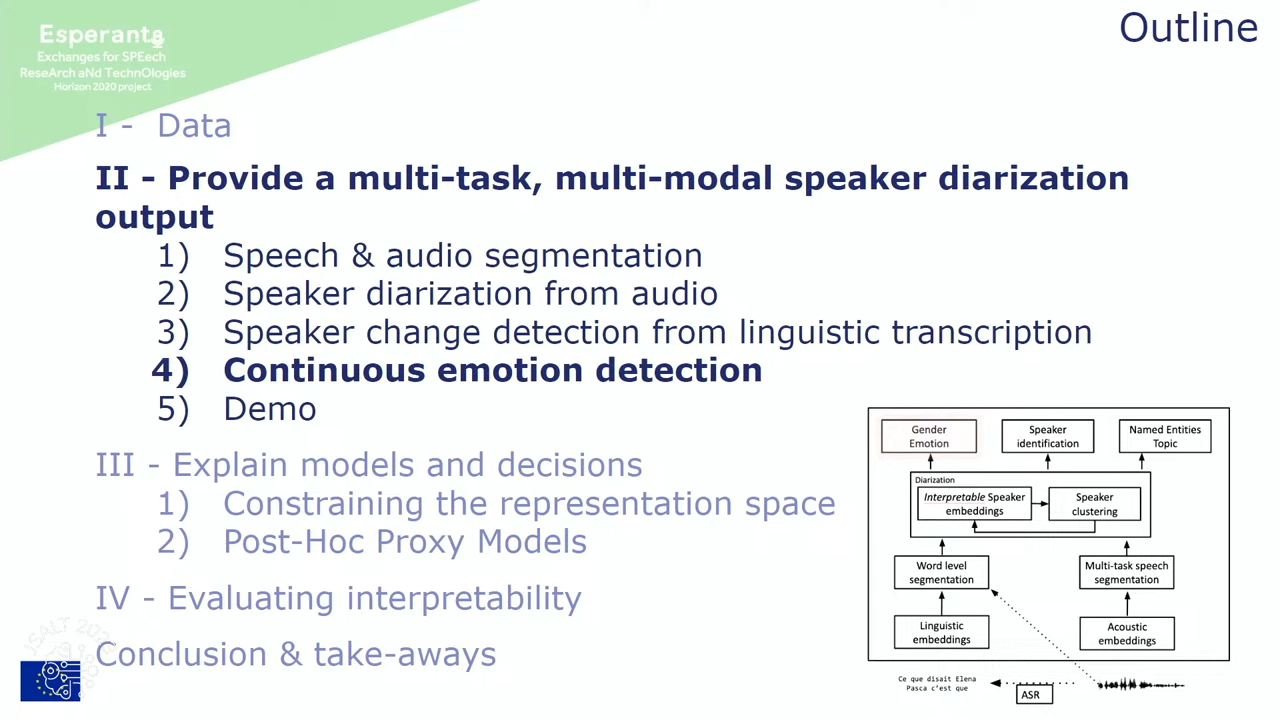 Outline
Esperanta
Exchanges for SPEech
ReseArch aNd TechnOlogies
Horizon 2020 project
I - Data
II - Provide a multi-task, multi-modal speaker diarization
output
1) Speech & audio segmentation
2) Speaker diarization from audio
3) Speaker change detection from linguistic transcription
4) Continuous emotion detection
5) Demo
III - Explain models and decisions
1) Constraining the representation space
2) Post-Hoc Proxy Models
IV - Evaluating interpretability
Conclusion & take-aways
Gender
Emotion
Speaker
identification
Named Entities
Topic
Diarization
Interpretable Speaker
embeddings
Speaker
clustering
Word level
segmentation
Multi-task speech
segmentation
Linguistic
embeddings
Acoustic
embeddings
Ce que disait Elena
Pasca c'est que
ASR